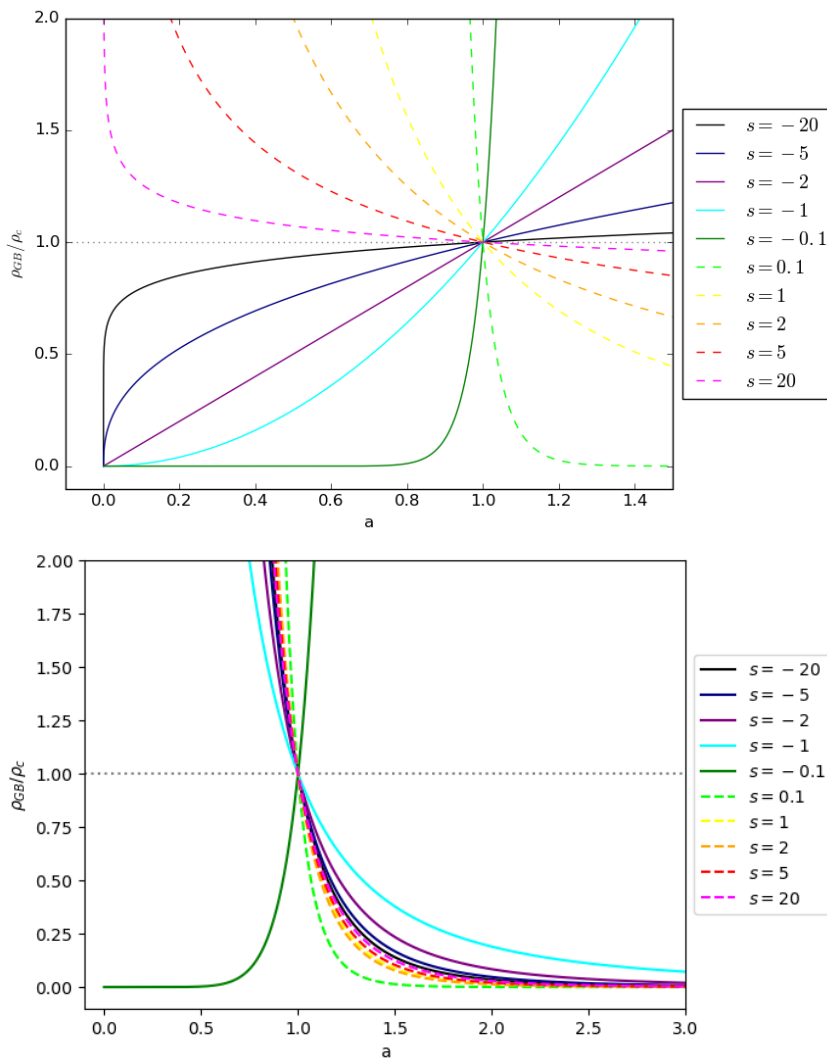 2.0
1.5
1.0
0.5
0.0
ρ_GB/ρ_c
0.0 0.2 0.4 0.6 0.8 1.0 1.2 1.4
a
s = −20
s = −5
s = −2
s = −1
s = −0.1
s = 0.1
s = 1
s = 2
s = 5
s = 20
2.00
1.75
1.50
1.25
1.00
0.75
0.50
0.25
0.00
ρ_GB/ρ_c
0.0 0.5 1.0 1.5 2.0 2.5 3.0
a
s = −20
s = −5
s = −2
s = −1
s = −0.1
s = 0.1
s = 1
s = 2
s = 5
s = 20